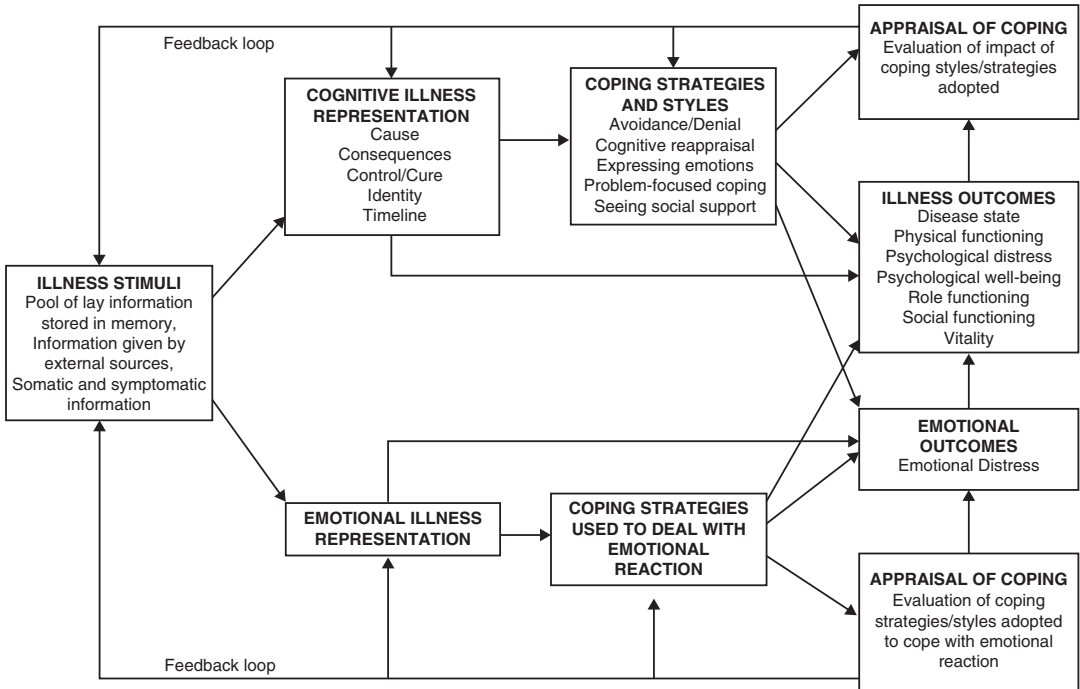 Feedback loop
APPRAISAL OF COPING
Evaluation of impact of
coping styles/strategies
adopted
COGNITIVE ILLNESS
REPRESENTATION
Cause
Consequences
Control/Cure
Identity
Timeline
COPING STRATEGIES
AND STYLES
Avoidance/Denial
Cognitive reappraisal
Expressing emotions
Problem-focused coping
Seeing social support
ILLNESS OUTCOMES
Disease state
Physical functioning
Psychological distress
Psychological well-being
Role functioning
Social functioning
Vitality
ILLNESS STIMULI
Pool of lay information
stored in memory,
Information given by
external sources,
Somatic and symptomatic
information
EMOTIONAL
OUTCOMES
Emotional Distress
EMOTIONAL ILLNESS
REPRESENTATION
COPING STRATEGIES
USED TO DEAL WITH
EMOTIONAL
REACTION
APPRAISAL OF COPING
Evaluation of coping
strategies/styles adopted
to cope with emotional
reaction
Feedback loop